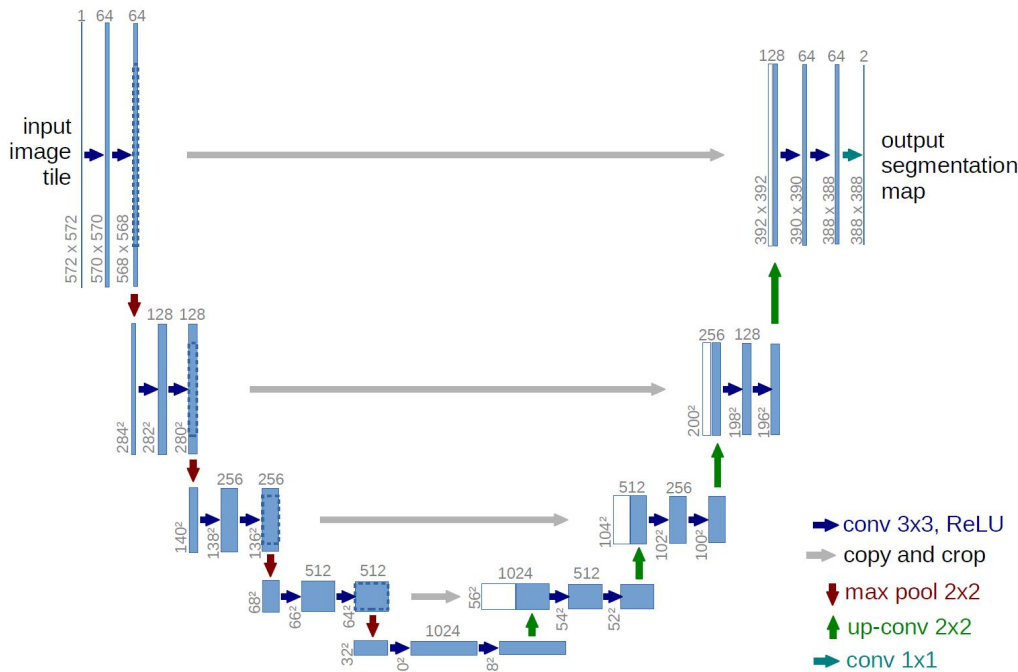 1 64 64
128 64 64 2
input
image
tile
output
segmentation
map
572 x 572
570 x 570
568 x 568
392 x 392
390 x 390
388 x 388
388 x 388
128 128
256 128
284²
282²
280²
200²
198²
196²
256 256
512 256
140²
138²
136²
104²
102²
100²
512 512
1024 512
68²
66²
64²
56²
54²
52²
1024
32²
0²
8²
conv 3x3, ReLU
copy and crop
max pool 2x2
up-conv 2x2
conv 1x1